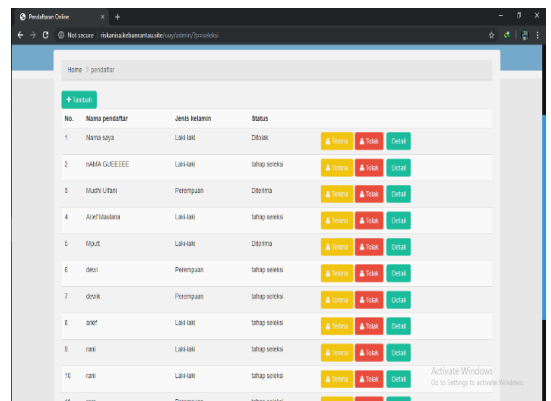 Pendaftaran Online
Not secure riskanisa.kebumrantau.site/uay/admin/?p=seleksi
Home > pendaftar
+ Tambah
No. Nama pendaftar Jenis kelamin Status
1 Nama saya Laki-laki Ditolak Terima Tolak Detail
2 nAMA GUEEEEE Laki-laki tahap seleksi Terima Tolak Detail
3 Mudhi Ulfani Perempuan Diterima Terima Tolak Detail
4 Arief Maulana Laki-laki tahap seleksi Terima Tolak Detail
5 Mputt Laki-laki Diterima Terima Tolak Detail
6 dewi Perempuan tahap seleksi Terima Tolak Detail
7 dewik Perempuan tahap seleksi Terima Tolak Detail
8 arief Laki-laki tahap seleksi Terima Tolak Detail
9 rani Laki-laki tahap seleksi Terima Tolak Detail
10 rani Laki-laki tahap seleksi Terima Tolak Detail
Activate Windows
Go to Settings to activate Windows.